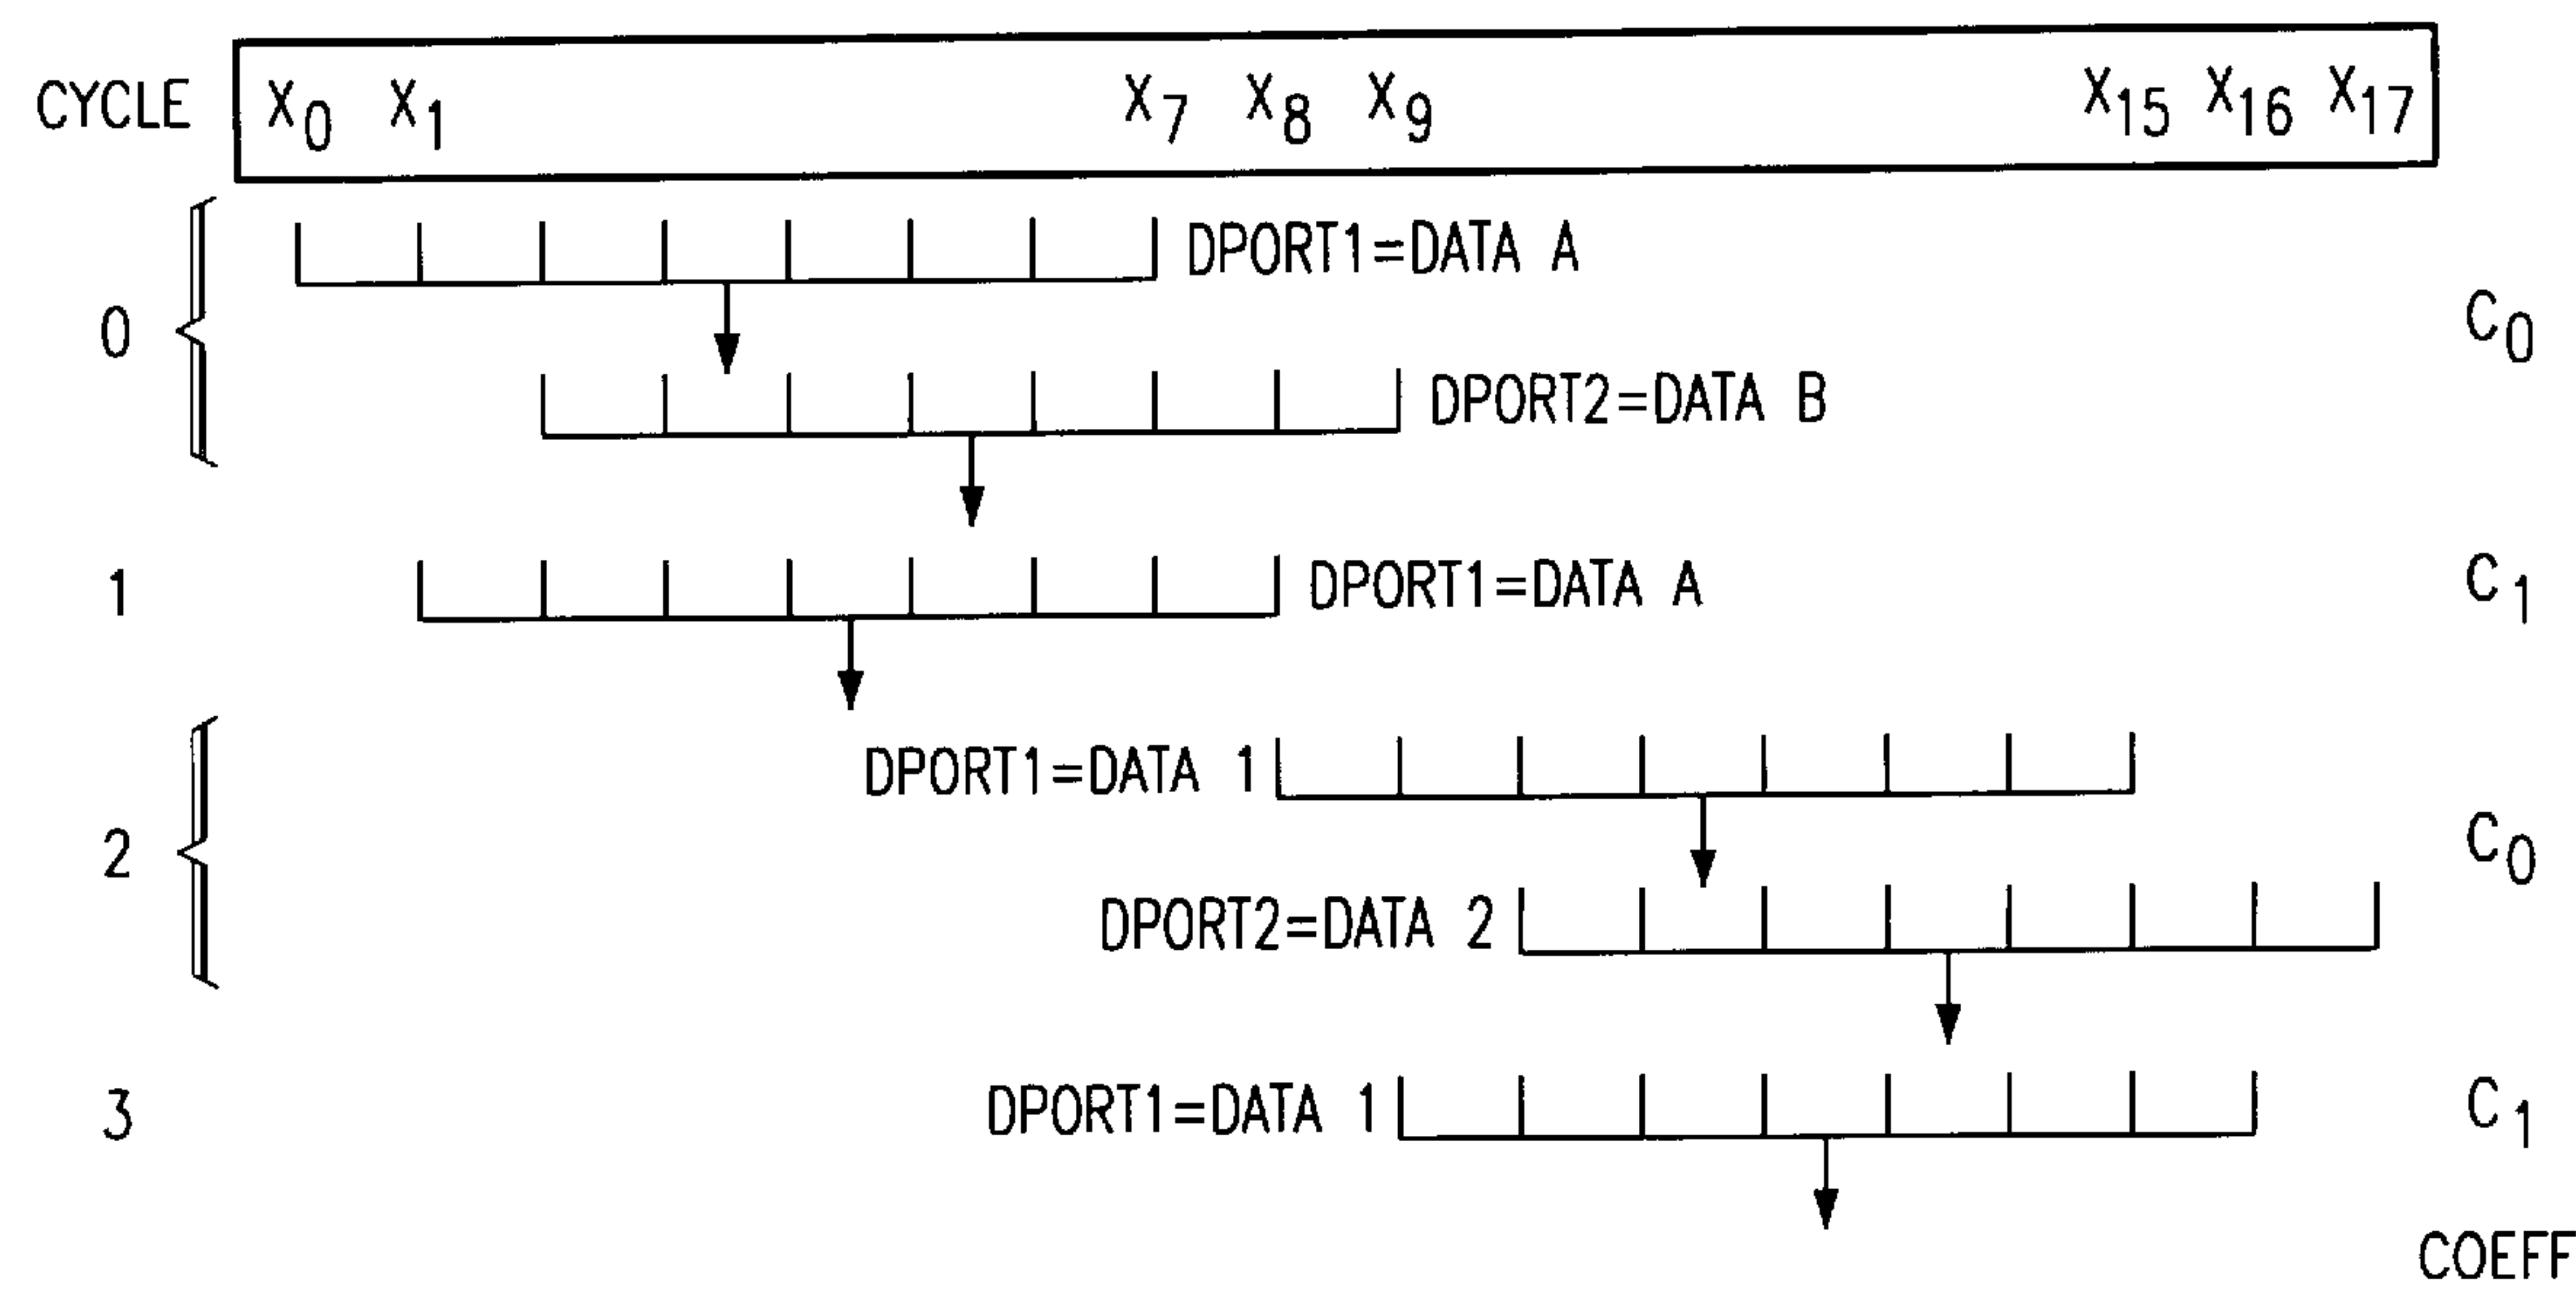 CYCLE X0 X1 X7 X8 X9 X15 X16 X17
DPORT1=DATA A
0 C0
DPORT2=DATA B
1 DPORT1=DATA A C1
DPORT1=DATA 1
2 C0
DPORT2=DATA 2
3 DPORT1=DATA 1 C1
COEFF